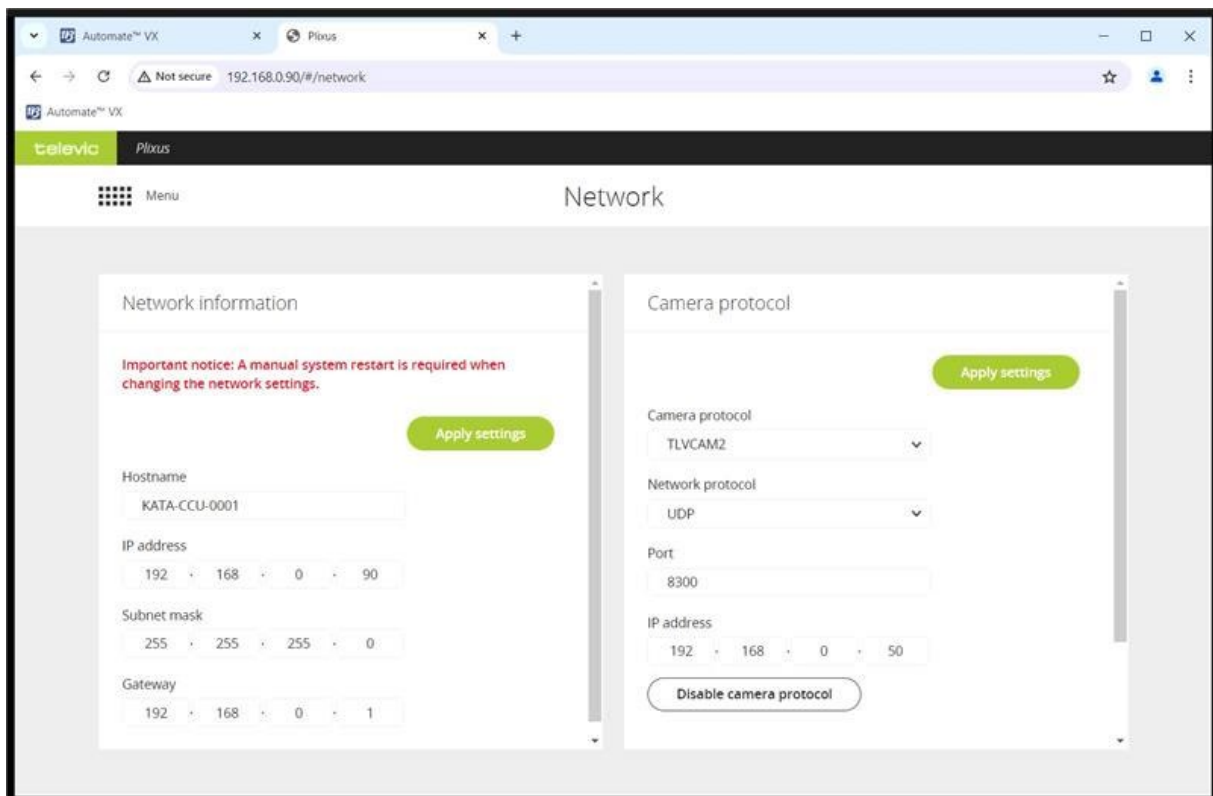 Automate™ VX
Plixus
Not secure 192.168.0.90/#/network
Automate™ VX
televic Plixus
Menu
Network
Network information
Important notice: A manual system restart is required when
changing the network settings.
Apply settings
Hostname
KATA-CCU-0001
IP address
192 . 168 . 0 . 90
Subnet mask
255 . 255 . 255 . 0
Gateway
192 . 168 . 0 . 1
Camera protocol
Apply settings
Camera protocol
TLVCAM2
Network protocol
UDP
Port
8300
IP address
192 . 168 . 0 . 50
Disable camera protocol